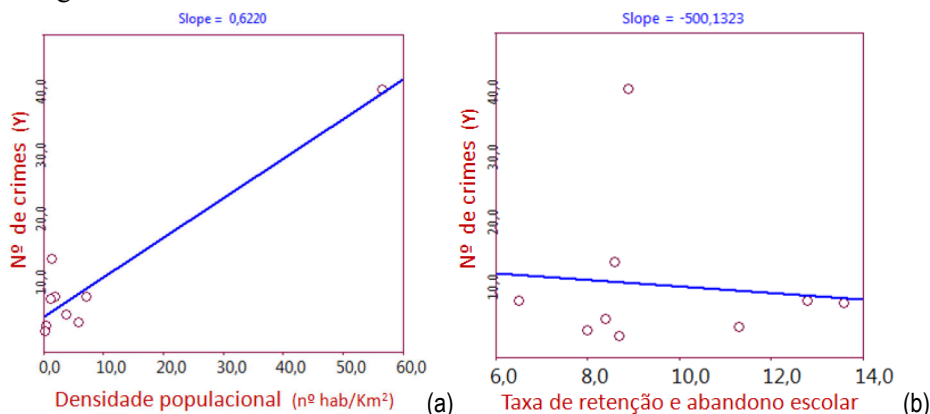 Slope = 0,6220
Nº de crimes (Y)
40,0
30,0
20,0
10,0
0,0 10,0 20,0 30,0 40,0 50,0 60,0
Densidade populacional (nº hab/Km²) (a)
Slope = -500,1323
Nº de crimes (Y)
40,0
30,0
20,0
10,0
6,0 8,0 10,0 12,0 14,0
Taxa de retenção e abandono escolar (b)